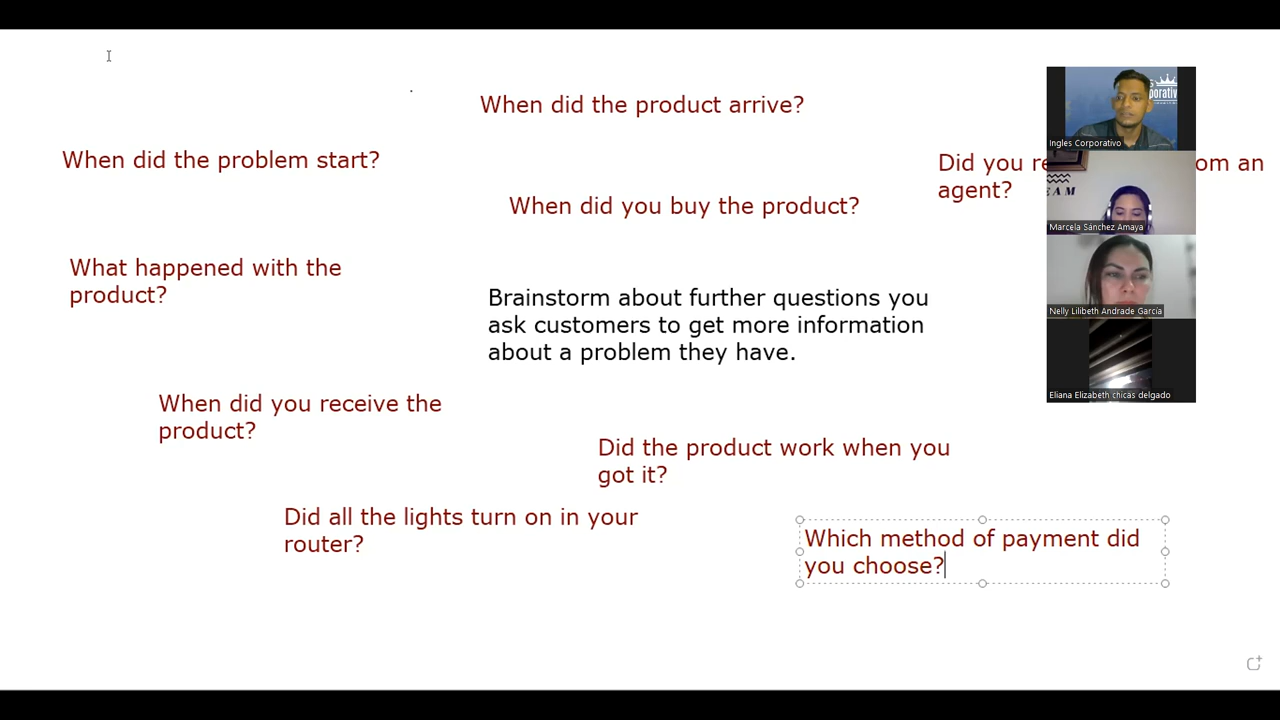 When did the product arrive?
When did the problem start?
Did you re
om an
agent?
When did you buy the product?
What happened with the
product?
Brainstorm about further questions you
ask customers to get more information
about a problem they have.
When did you receive the
product?
Did the product work when you
got it?
Did all the lights turn on in your
router?
Which method of payment did
you choose?
Ingles Corporativo
EAM
Marcela Sánchez Amaya
Nelly Lilibeth Andrade García
Eliana Elizabeth chicas delgado